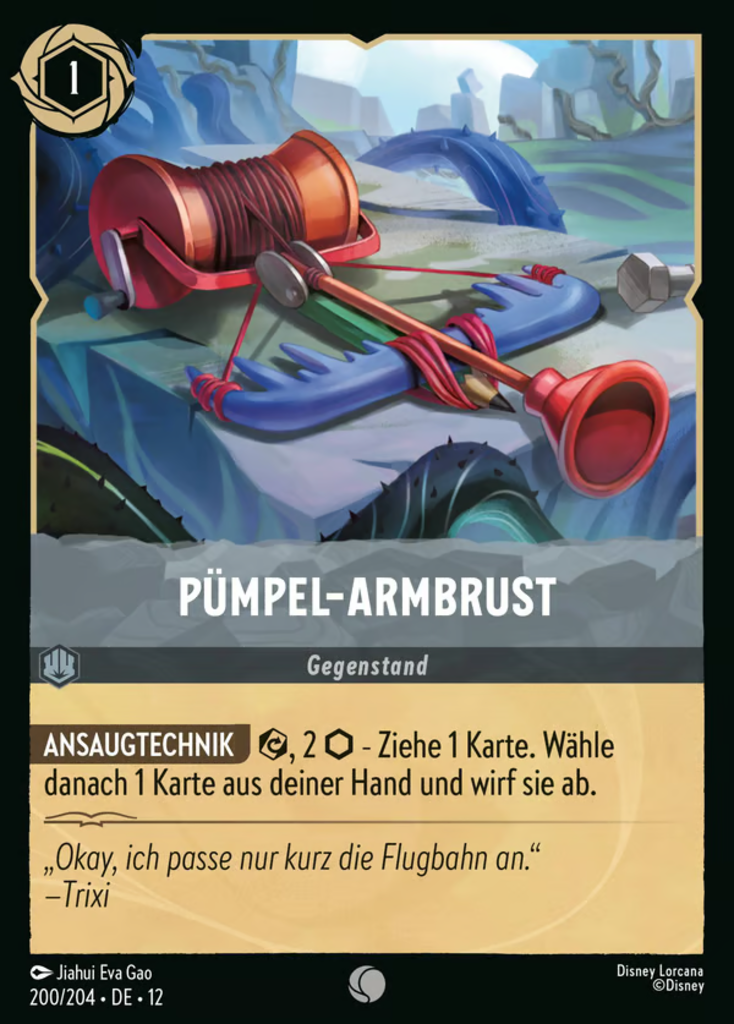 1
PÜMPEL-ARMBRUST
Gegenstand
ANSAUGTECHNIK , 2 - Ziehe 1 Karte. Wähle
danach 1 Karte aus deiner Hand und wirf sie ab.
„Okay, ich passe nur kurz die Flugbahn an.“
–Trixi
Jiahui Eva Gao
Disney Lorcana
200/204 • DE • 12
©Disney